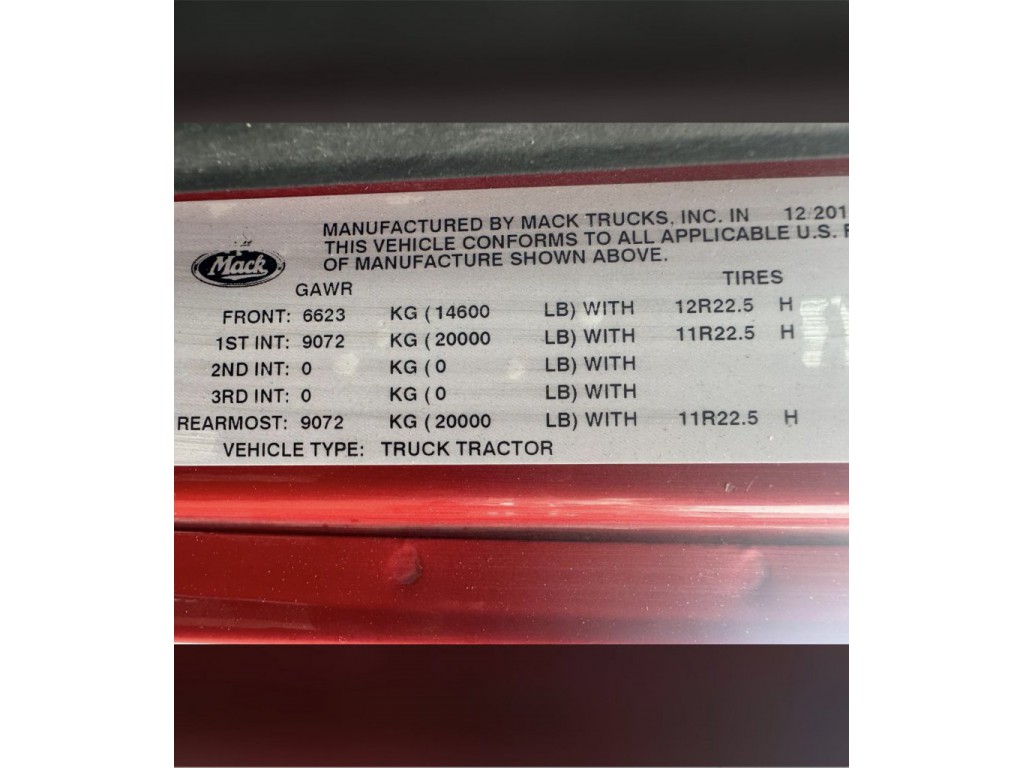 MANUFACTURED BY MACK TRUCKS, INC. IN 12/201
THIS VEHICLE CONFORMS TO ALL APPLICABLE U.S. F
OF MANUFACTURE SHOWN ABOVE.
Mack
GAWR TIRES
FRONT: 6623 KG (14600 LB) WITH 12R22.5 H
1ST INT: 9072 KG (20000 LB) WITH 11R22.5 H
2ND INT: 0 KG (0 LB) WITH
3RD INT: 0 KG (0 LB) WITH
REARMOST: 9072 KG (20000 LB) WITH 11R22.5 H
VEHICLE TYPE: TRUCK TRACTOR